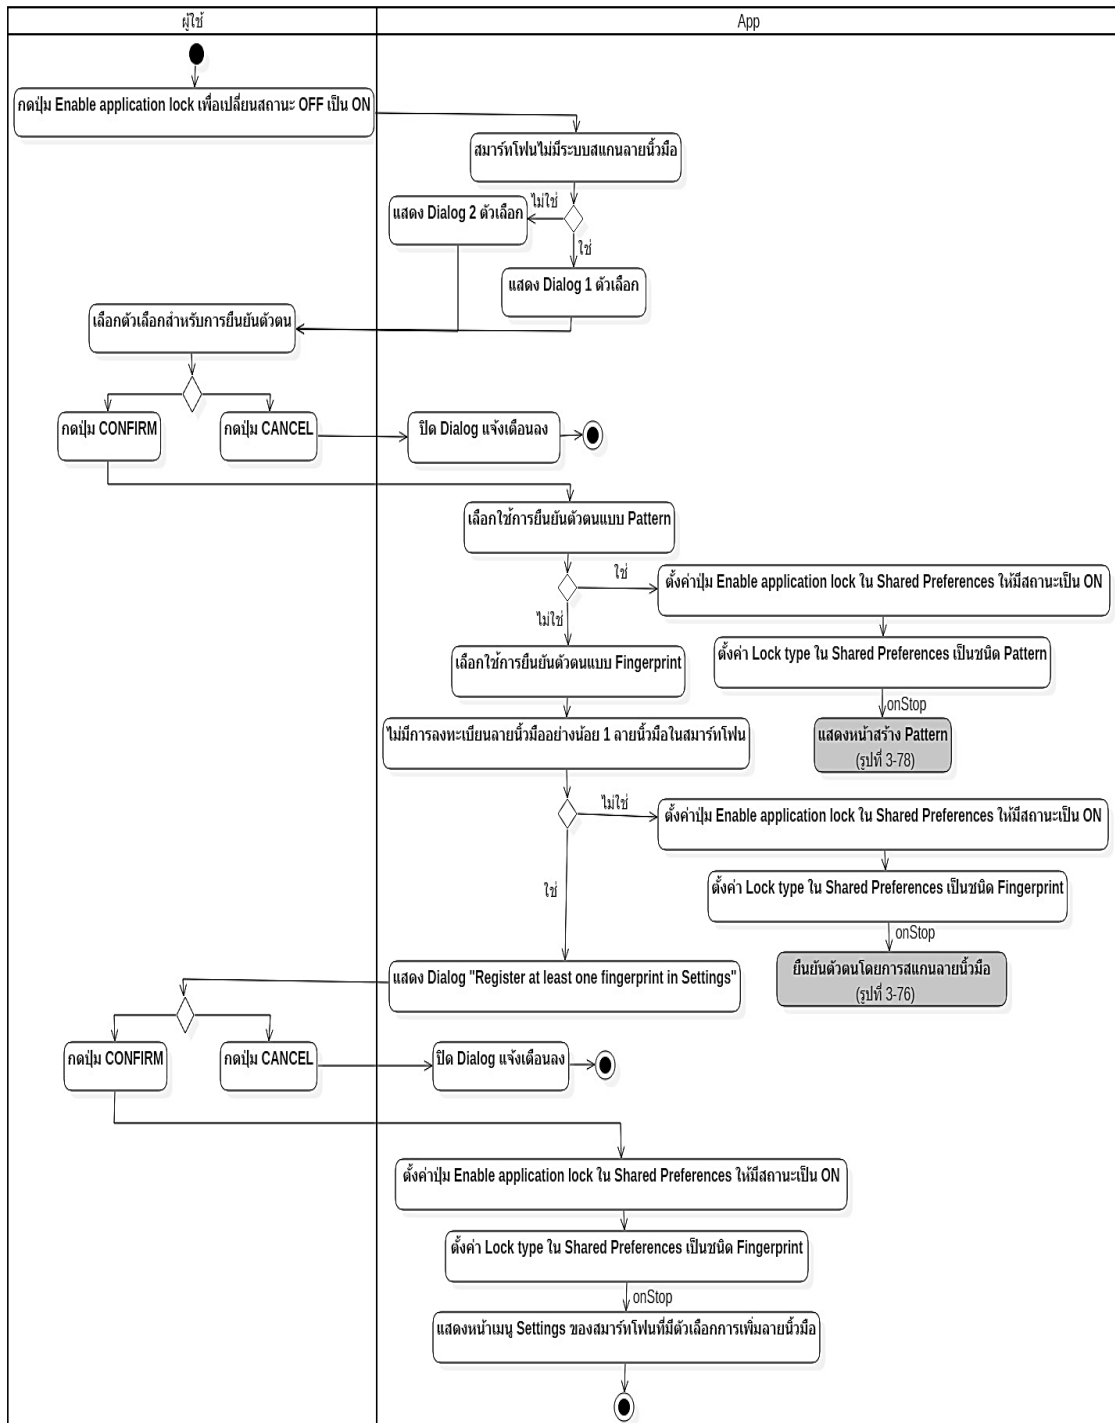 ผู้ใช้
App
กดปุ่ม Enable application lock เพื่อเปลี่ยนสถานะ OFF เป็น ON
สมาร์ทโฟนไม่มีระบบสแกนลายนิ้วมือ
ไม่ใช่
แสดง Dialog 2 ตัวเลือก
ใช่
แสดง Dialog 1 ตัวเลือก
เลือกตัวเลือกสำหรับการยืนยันตัวตน
กดปุ่ม CONFIRM
กดปุ่ม CANCEL
ปิด Dialog แจ้งเตือนลง
เลือกใช้การยืนยันตัวตนแบบ Pattern
ใช่
ตั้งค่าปุ่ม Enable application lock ใน Shared Preferences ให้มีสถานะเป็น ON
ไม่ใช่
ตั้งค่า Lock type ใน Shared Preferences เป็นชนิด Pattern
เลือกใช้การยืนยันตัวตนแบบ Fingerprint
onStop
ไม่มีการลงทะเบียนลายนิ้วมืออย่างน้อย 1 ลายนิ้วมือในสมาร์ทโฟน
แสดงหน้าสร้าง Pattern
(รูปที่ 3-78)
ไม่ใช่
ตั้งค่าปุ่ม Enable application lock ใน Shared Preferences ให้มีสถานะเป็น ON
ใช่
ตั้งค่า Lock type ใน Shared Preferences เป็นชนิด Fingerprint
onStop
แสดง Dialog "Register at least one fingerprint in Settings"
ยืนยันตัวตนโดยการสแกนลายนิ้วมือ
(รูปที่ 3-76)
กดปุ่ม CONFIRM
กดปุ่ม CANCEL
ปิด Dialog แจ้งเตือนลง
ตั้งค่าปุ่ม Enable application lock ใน Shared Preferences ให้มีสถานะเป็น ON
ตั้งค่า Lock type ใน Shared Preferences เป็นชนิด Fingerprint
onStop
แสดงหน้าเมนู Settings ของสมาร์ทโฟนที่มีตัวเลือกการเพิ่มลายนิ้วมือ